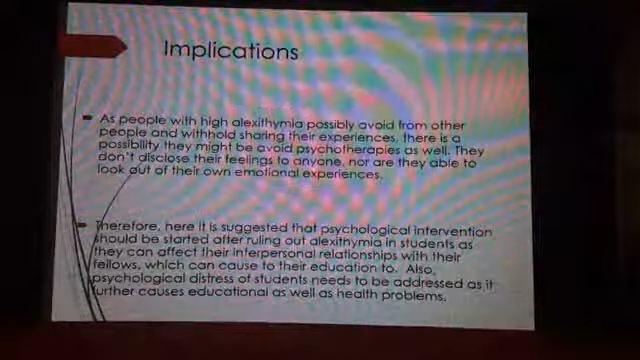 Implications
As people with high alexithymia possibly avoid from other
people and withhold sharing their experiences, there is a
possibility they might be avoid psychotherapies as well. They
don't disclose their feelings to anyone, nor are they able to
look out of their own emotional experiences.
Therefore, here it is suggested that psychological intervention
should be started after ruling out alexithymia in students as
they can affect their interpersonal relationships with their
fellows, which can cause to their education to. Also,
psychological distress of students needs to be addressed as it
further causes educational as well as health problems.